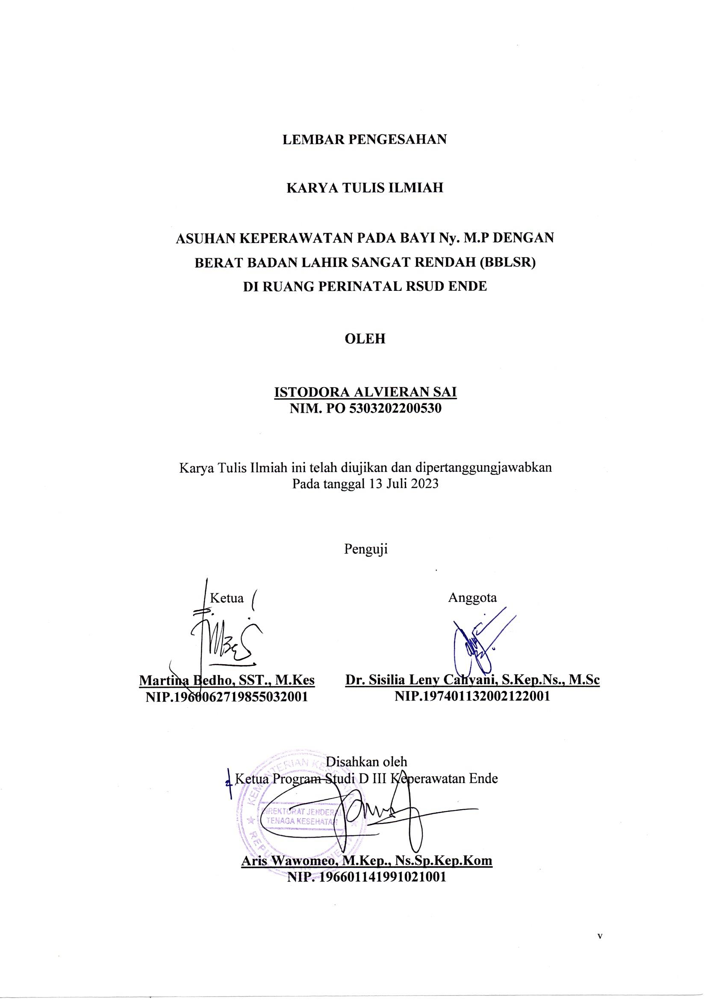 LEMBAR PENGESAHAN
KARYA TULIS ILMIAH
ASUHAN KEPERAWATAN PADA BAYI Ny. M.P DENGAN
BERAT BADAN LAHIR SANGAT RENDAH (BBLSR)
DI RUANG PERINATAL RSUD ENDE
OLEH
ISTODORA ALVIERAN SAI
NIM. PO 5303202200530
Karya Tulis Ilmiah ini telah diujikan dan dipertanggungjawabkan
Pada tanggal 13 Juli 2023
Penguji
Ketua
Anggota
Martina Bedho, SST., M.Kes
Dr. Sisilia Leny Cahyani, S.Kep.Ns., M.Sc
NIP.1960062719855032001
NIP.197401132002122001
Disahkan oleh
Ketua Program Studi D III Keperawatan Ende
KEMENTERIAN KESEHATAN
DIREKTORAT JENDERAL
TENAGA KESEHATAN
REPUBLIK INDONESIA
Aris Wawomeo, M.Kep., Ns.Sp.Kep.Kom
NIP. 196601141991021001
v